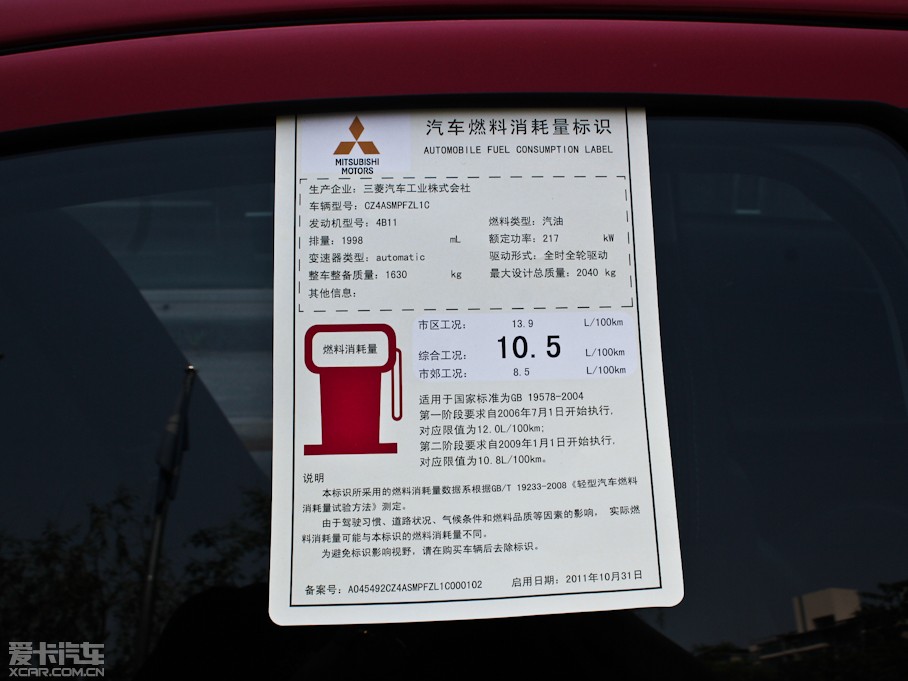 MITSUBISHI
MOTORS
汽车燃料消耗量标识
AUTOMOBILE FUEL CONSUMPTION LABEL
生产企业：三菱汽车工业株式会社
车辆型号：CZ4ASMPFZL1C
发动机型号：4B11 燃料类型：汽油
排量：1998 mL 额定功率：217 kW
变速器类型：automatic 驱动形式：全时全轮驱动
整车整备质量：1630 kg 最大设计总质量：2040 kg
其他信息：
燃料消耗量
市区工况： 13.9 L/100km
综合工况： 10.5 L/100km
市郊工况： 8.5 L/100km
适用于国家标准为GB 19578-2004
第一阶段要求自2006年7月1日开始执行，
对应限值为12.0L/100km；
第二阶段要求自2009年1月1日开始执行，
对应限值为10.8L/100km。
说明
本标识所采用的燃料消耗量数据系根据GB/T 19233-2008《轻型汽车燃料
消耗量试验方法》测定。
由于驾驶习惯、道路状况、气候条件和燃料品质等因素的影响， 实际燃
料消耗量可能与本标识的燃料消耗量不同。
为避免标识影响视野，请在购买车辆后去除标识。
备案号：A045492CZ4ASMPFZL1C000102 启用日期：2011年10月31日
爱卡汽车
XCAR.COM.CN